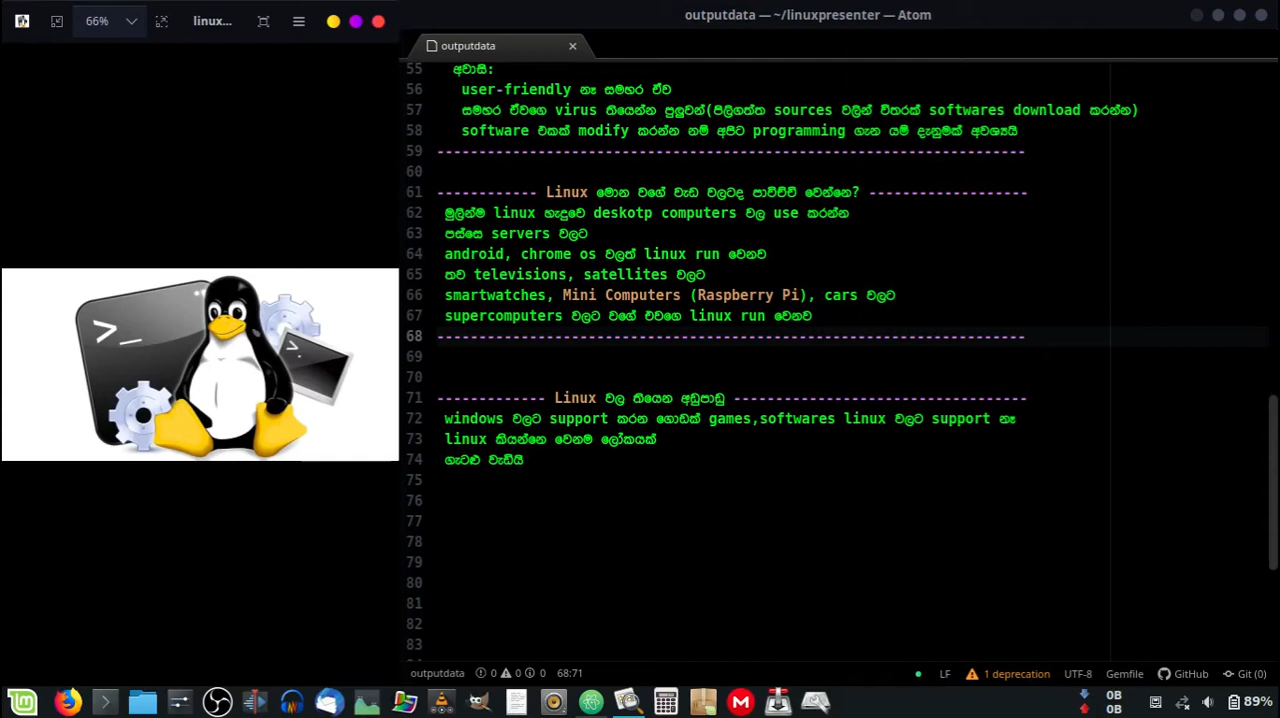 66%
linux...
outputdata — ~/linuxpresenter — Atom
outputdata
55 අවාසි:
56 user-friendly නෑ සමහර ඒව
57 සමහර ඒවගෙ virus තියෙන්න පුලුවන්(පිලිගත්ත sources වලින් විතරක් softwares download කරන්න)
58 software එකක් modify කරන්න නම් අපිට programming ගැන යම් දැනුමක් අවශ්‍යයි
59 ------------------------------------------------------------------------
60
61 ------------ Linux මොන වගේ වැඩ වලටද පාවිච්චි වෙන්නෙ? -------------------
62 මුලින්ම linux හැදුවෙ deskotp computers වල use කරන්න
63 පස්සෙ servers වලට
64 android, chrome os වලත් linux run වෙනව
65 තව televisions, satellites වලට
66 smartwatches, Mini Computers (Raspberry Pi), cars වලට
67 supercomputers වලට වගේ එවගෙ linux run වෙනව
68 ------------------------------------------------------------------------
69
70
71 ------------- Linux වල තියෙන අඩුපාඩු -----------------------------------
72 windows වලට support කරන ගොඩක් games,softwares linux වලට support නෑ
73 linux කියන්නෙ වෙනම ලෝකයක්
74 ගැටළු වැඩියි
75
76
77
78
79
80
81
82
83
outputdata 0 0 0 68:71 LF 1 deprecation UTF-8 Gemfile GitHub Git (0)
>_
>.
0B
0B
89%